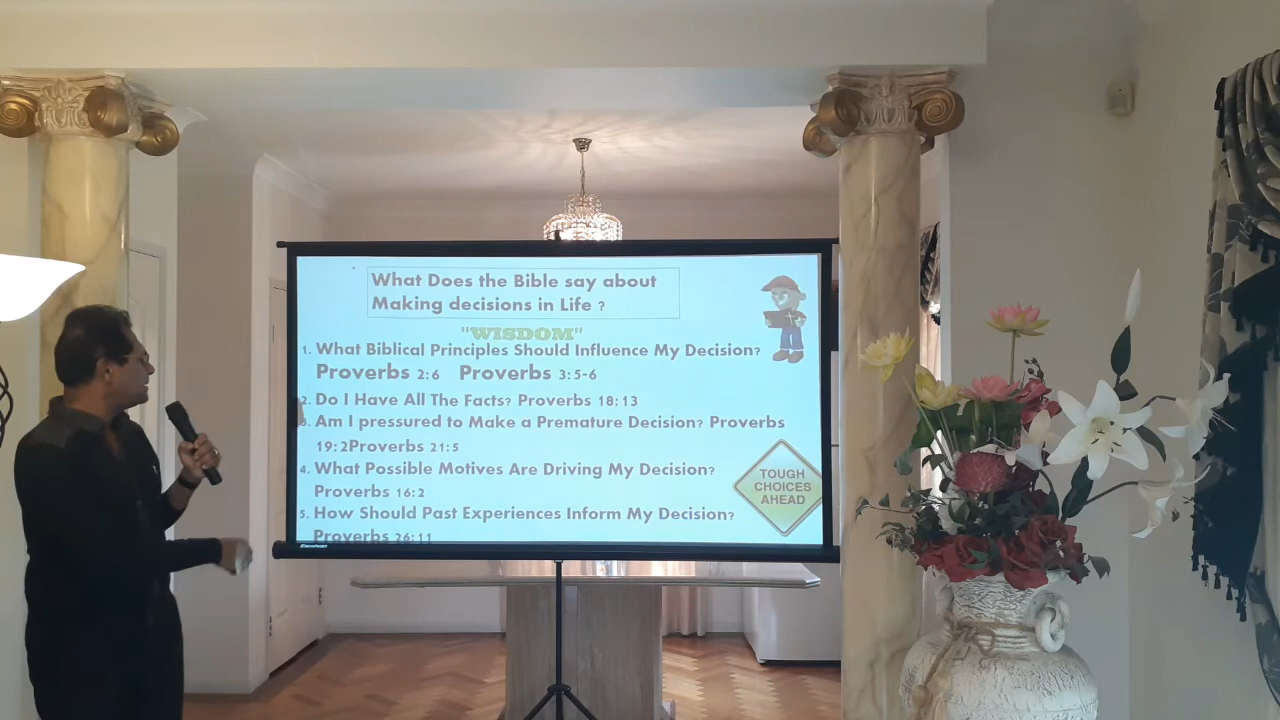 What Does the Bible say about
Making decisions in Life ?
"WISDOM"
1. What Biblical Principles Should Influence My Decision?
Proverbs 2:6 Proverbs 3:5-6
2. Do I Have All The Facts? Proverbs 18:13
3. Am I pressured to Make a Premature Decision? Proverbs
19:2Proverbs 21:5
4. What Possible Motives Are Driving My Decision?
Proverbs 16:2
5. How Should Past Experiences Inform My Decision?
Proverbs 26:11
TOUGH
CHOICES
AHEAD